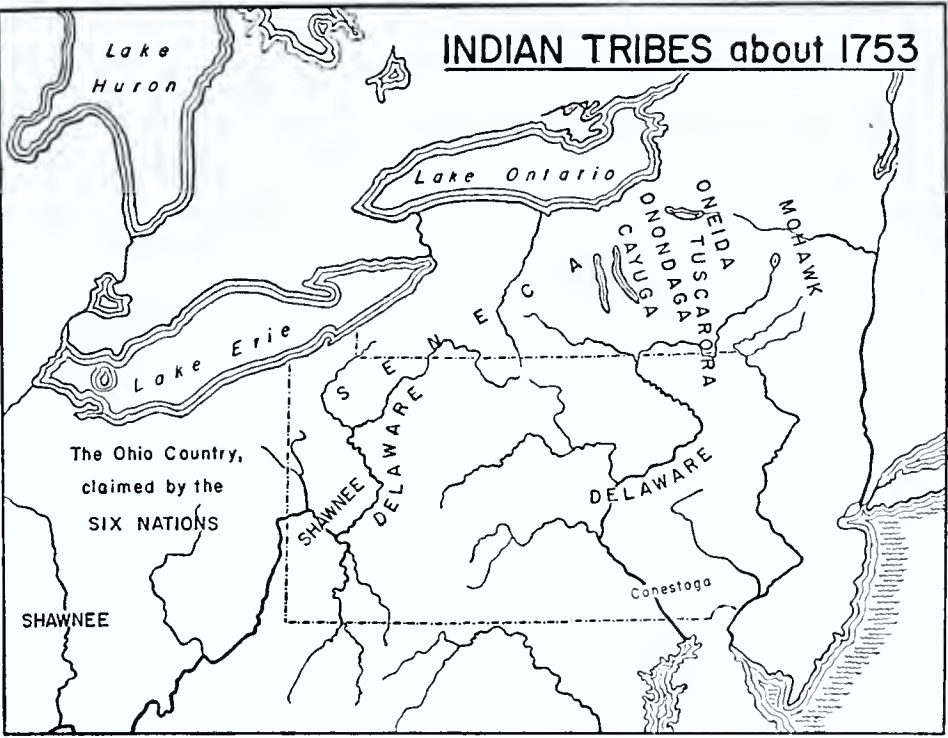 INDIAN TRIBES about 1753
Lake
Huron
Lake Ontario
ONEIDA
TUSCARORA
ONONDAGA
CAYUGA
MOHAWK
SENECA
Lake Erie
DELAWARE
SHAWNEE
DELAWARE
The Ohio Country,
claimed by the
SIX NATIONS
Conestoga
SHAWNEE